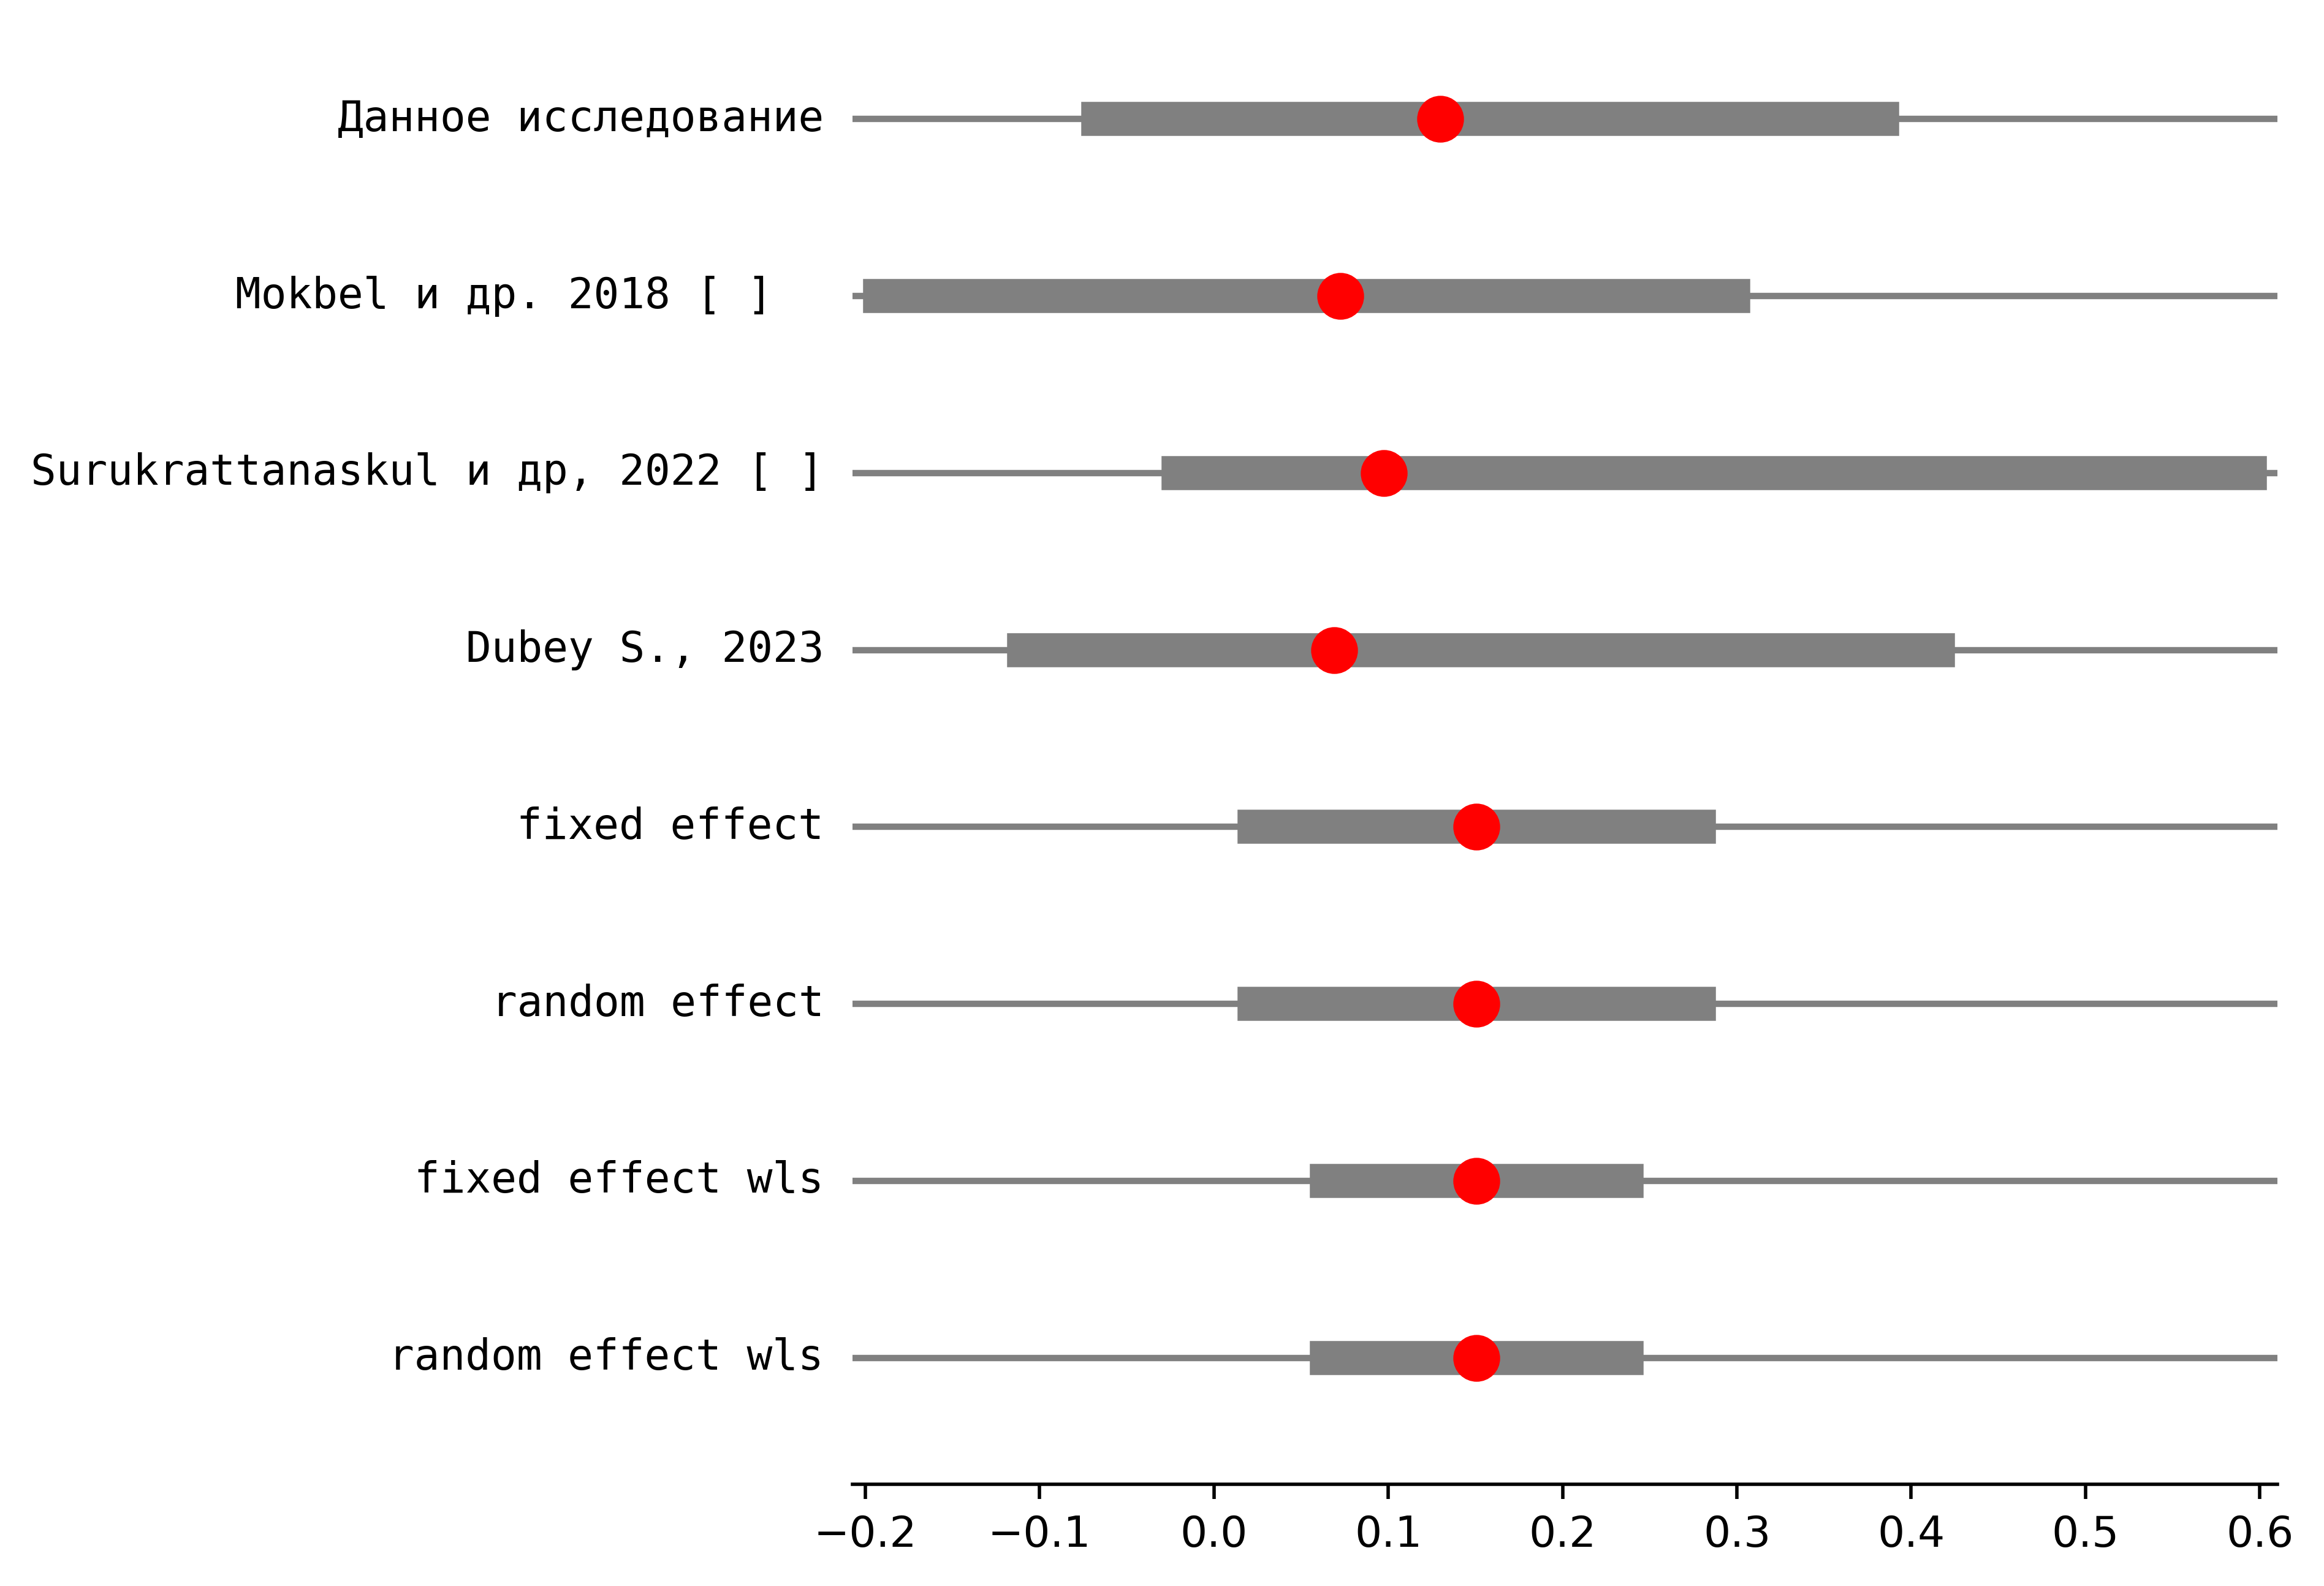 Данное исследование
Mokbel и др. 2018 [ ]
Surukrattanaskul и др, 2022 [ ]
Dubey S., 2023
fixed effect
random effect
fixed effect wls
random effect wls
−0.2 −0.1 0.0 0.1 0.2 0.3 0.4 0.5 0.6